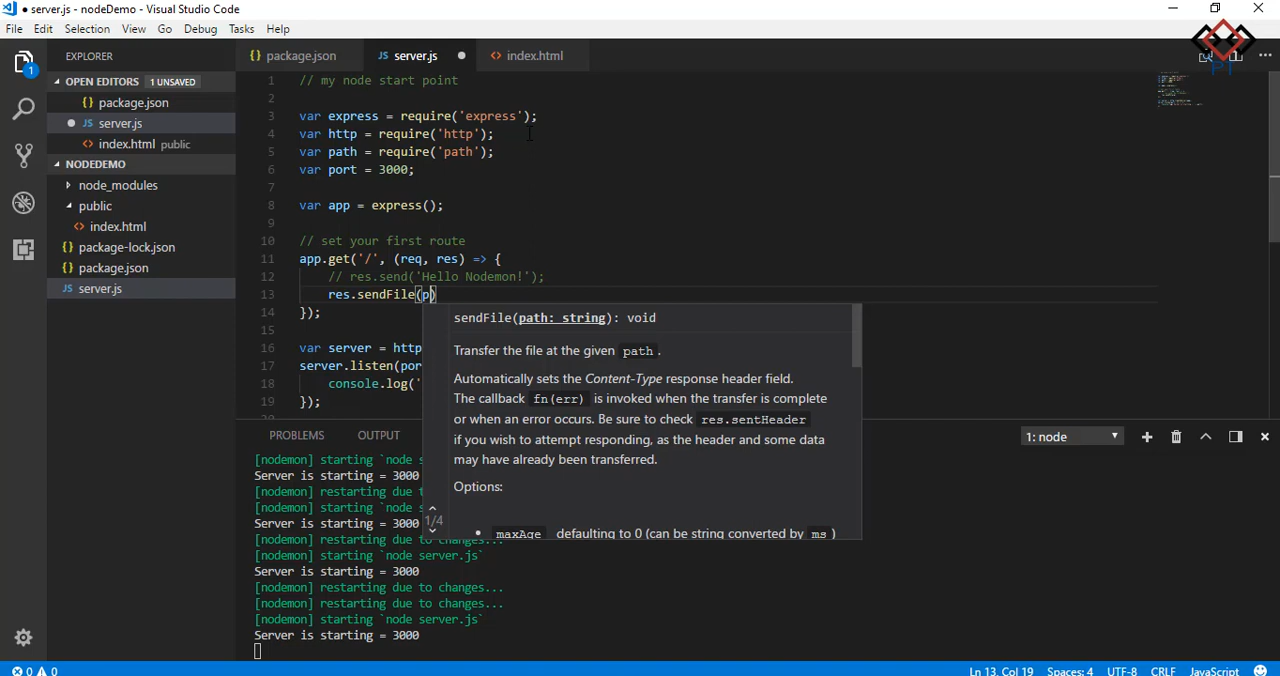 ● server.js - nodeDemo - Visual Studio Code
File Edit Selection View Go Debug Tasks Help
EXPLORER
{} package.json JS server.js ● <> index.html
OPEN EDITORS 1 UNSAVED
{} package.json
● JS server.js
<> index.html public
NODEDEMO
node_modules
public
<> index.html
{} package-lock.json
{} package.json
JS server.js
1
PT
1 // my node start point
2
3 var express = require('express');
4 var http = require('http');
5 var path = require('path');
6 var port = 3000;
7
8 var app = express();
9
10 // set your first route
11 app.get('/', (req, res) => {
12 // res.send('Hello Nodemon!');
13 res.sendFile(p)
14 });
15
16 var server = http
17 server.listen(por
18 console.log('
19 });
sendFile(path: string): void
Transfer the file at the given path.
Automatically sets the Content-Type response header field.
The callback fn(err) is invoked when the transfer is complete
or when an error occurs. Be sure to check res.sentHeader
if you wish to attempt responding, as the header and some data
may have already been transferred.
Options:
1/4
• maxAge defaulting to 0 (can be string converted by ms )
PROBLEMS OUTPUT
1: node
[nodemon] starting `node s
Server is starting = 3000
[nodemon] restarting due t
[nodemon] starting `node s
Server is starting = 3000
[nodemon] restarting due to changes...
[nodemon] starting `node server.js`
Server is starting = 3000
[nodemon] restarting due to changes...
[nodemon] restarting due to changes...
[nodemon] starting `node server.js`
Server is starting = 3000
0 0
Ln 13, Col 19 Spaces: 4 UTF-8 CRLF JavaScript